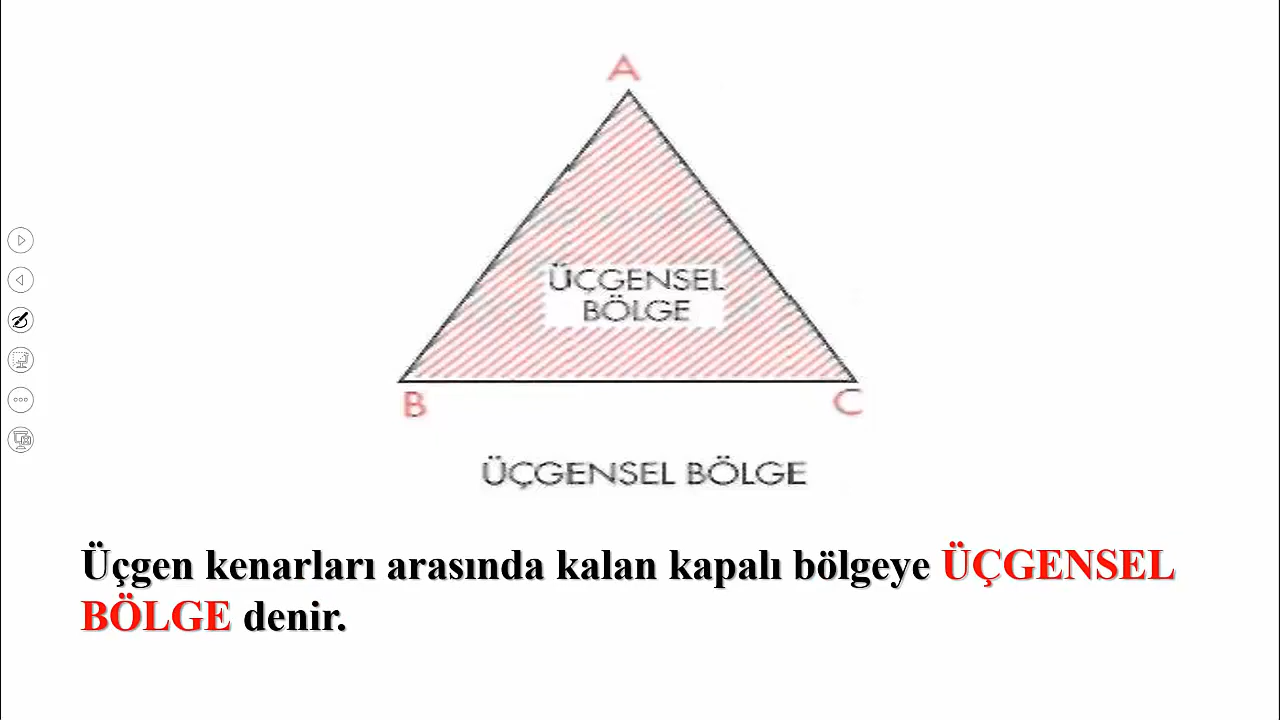 A
ÜÇGENSEL
BÖLGE
B
C
ÜÇGENSEL BÖLGE
Üçgen kenarları arasında kalan kapalı bölgeye ÜÇGENSEL
BÖLGE denir.